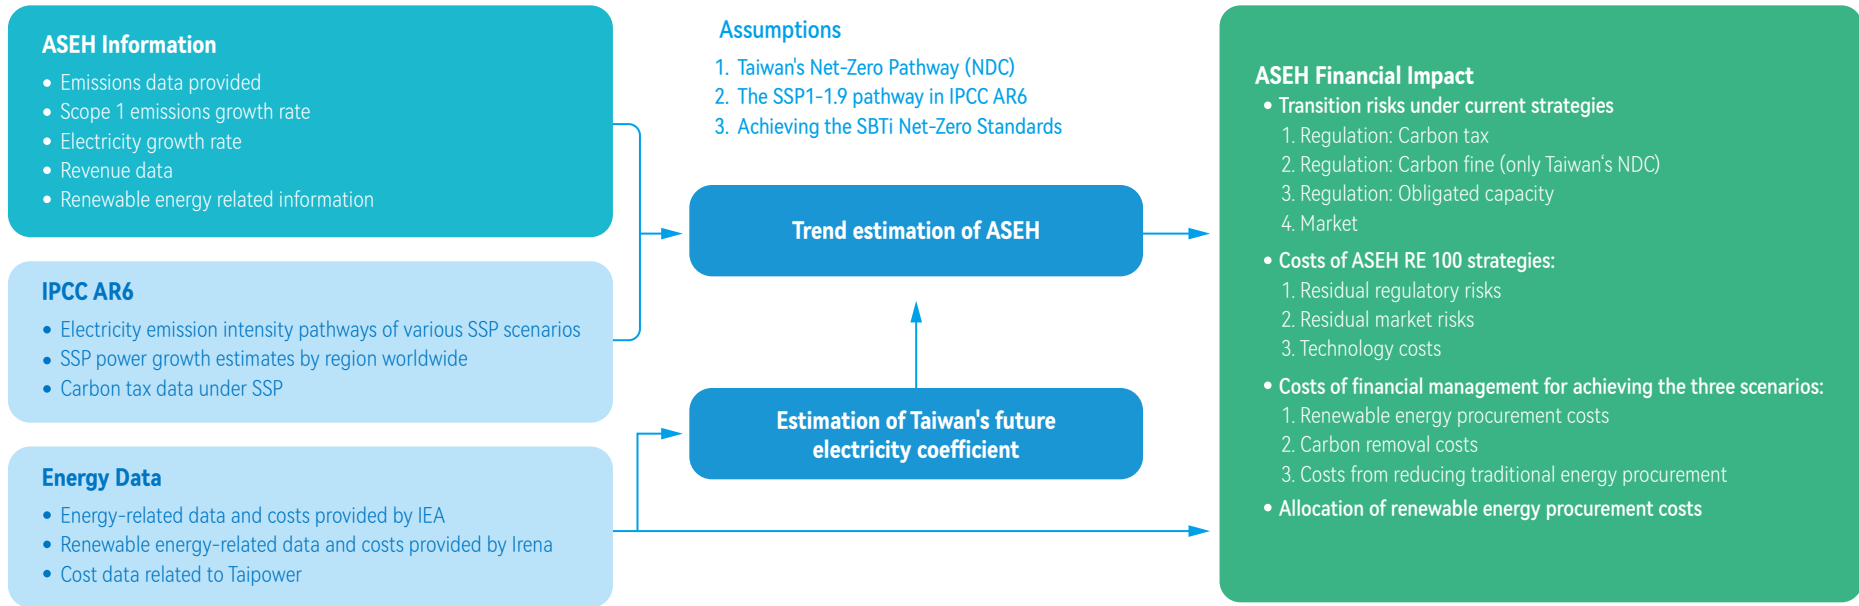 ASEH Information
• Emissions data provided
• Scope 1 emissions growth rate
• Electricity growth rate
• Revenue data
• Renewable energy related information
IPCC AR6
• Electricity emission intensity pathways of various SSP scenarios
• SSP power growth estimates by region worldwide
• Carbon tax data under SSP
Energy Data
• Energy-related data and costs provided by IEA
• Renewable energy-related data and costs provided by Irena
• Cost data related to Taipower
Assumptions
1. Taiwan's Net-Zero Pathway (NDC)
2. The SSP1-1.9 pathway in IPCC AR6
3. Achieving the SBTi Net-Zero Standards
Trend estimation of ASEH
Estimation of Taiwan's future
electricity coefficient
ASEH Financial Impact
• Transition risks under current strategies
1. Regulation: Carbon tax
2. Regulation: Carbon fine (only Taiwan‘s NDC)
3. Regulation: Obligated capacity
4. Market
• Costs of ASEH RE 100 strategies:
1. Residual regulatory risks
2. Residual market risks
3. Technology costs
• Costs of financial management for achieving the three scenarios:
1. Renewable energy procurement costs
2. Carbon removal costs
3. Costs from reducing traditional energy procurement
• Allocation of renewable energy procurement costs